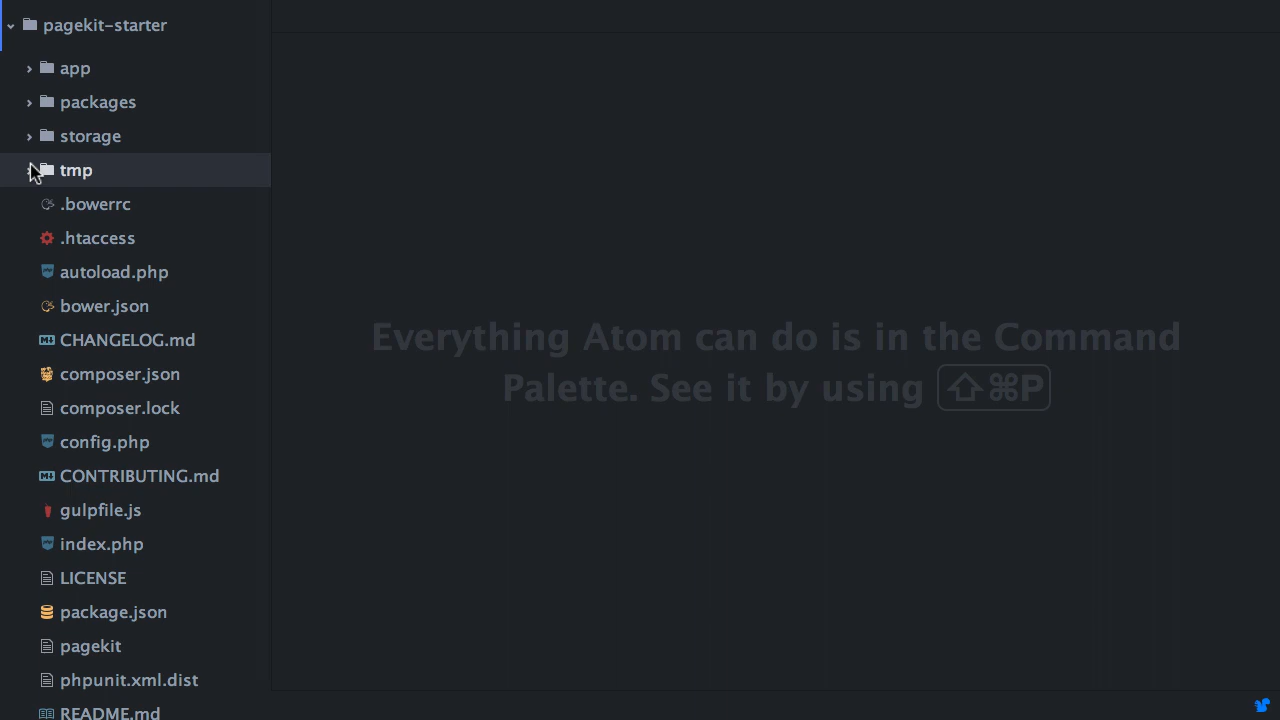 pagekit-starter
app
packages
storage
tmp
.bowerrc
.htaccess
autoload.php
bower.json
CHANGELOG.md
composer.json
composer.lock
config.php
CONTRIBUTING.md
gulpfile.js
index.php
LICENSE
package.json
pagekit
phpunit.xml.dist
README.md
Everything Atom can do is in the Command
Palette. See it by using ⇧⌘P